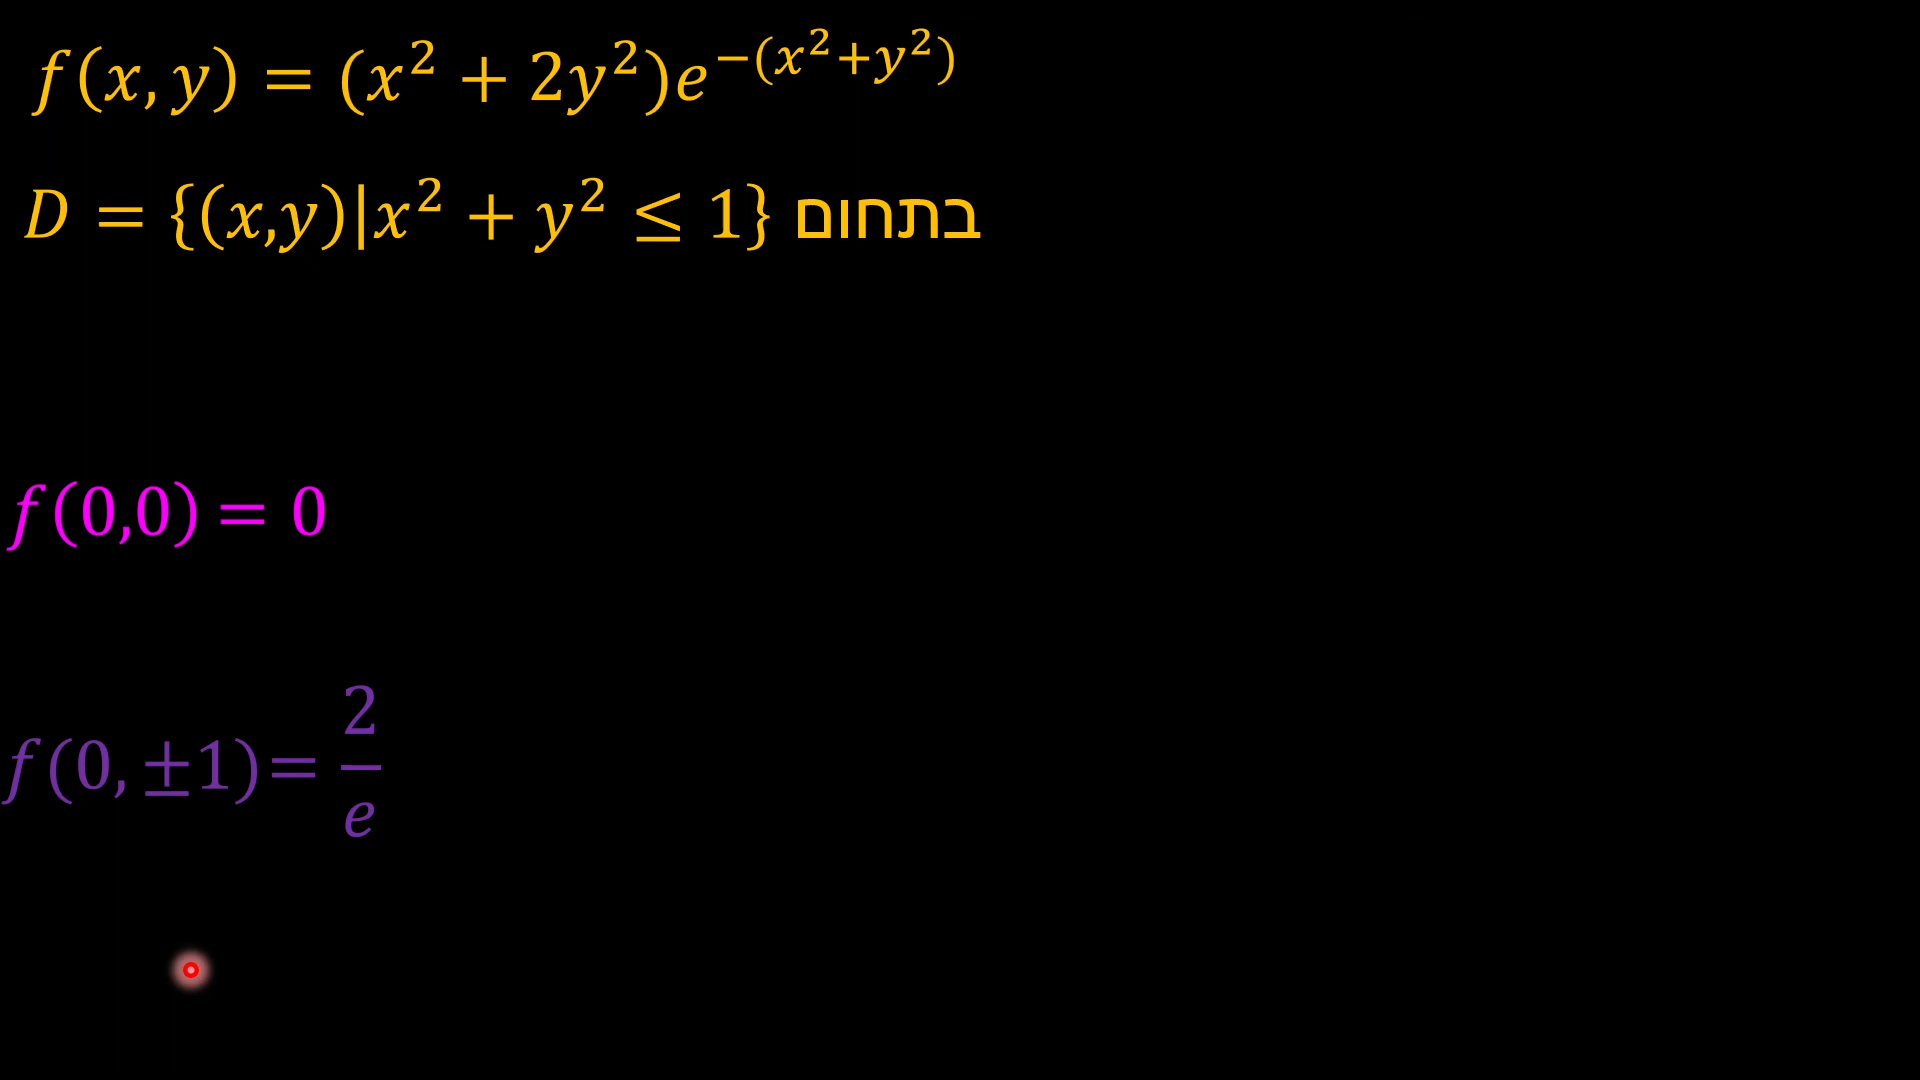 f(x, y) = (x² + 2y²)e^{−(x²+y²)}
D = {(x,y)|x² + y² ≤ 1} בתחום
f(0,0) = 0
f(0, ±1) = 2/e